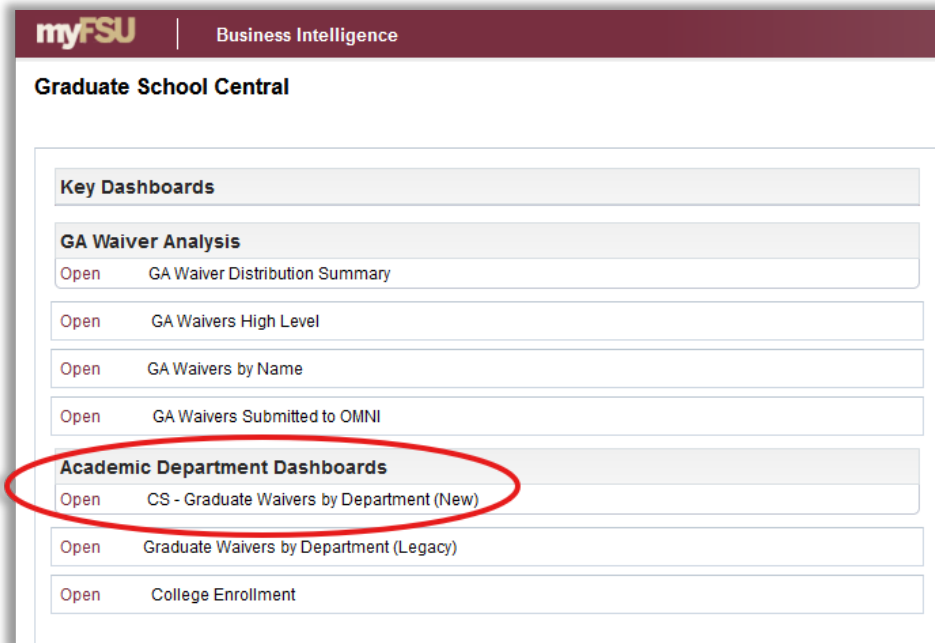 myFSU Business Intelligence
Graduate School Central
Key Dashboards
GA Waiver Analysis
Open GA Waiver Distribution Summary
Open GA Waivers High Level
Open GA Waivers by Name
Open GA Waivers Submitted to OMNI
Academic Department Dashboards
Open CS - Graduate Waivers by Department (New)
Open Graduate Waivers by Department (Legacy)
Open College Enrollment